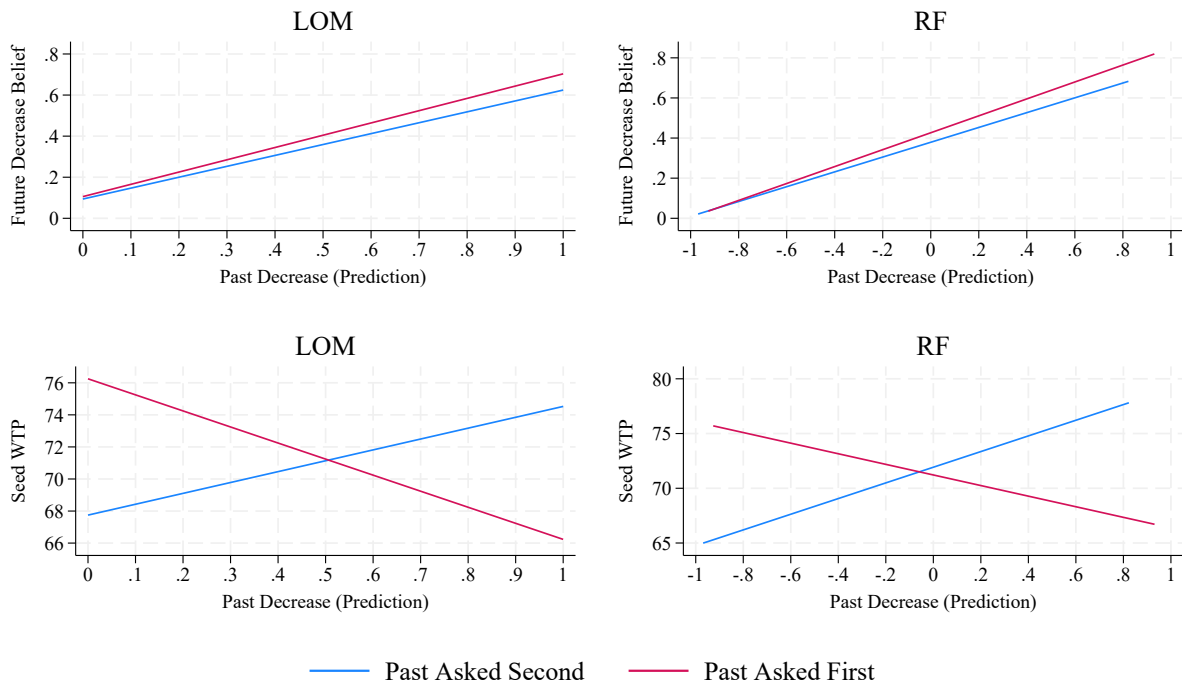 LOM
Future Decrease Belief
.8
.6
.4
.2
0
0 .1 .2 .3 .4 .5 .6 .7 .8 .9 1
Past Decrease (Prediction)
RF
Future Decrease Belief
.8
.6
.4
.2
0
-1 -.8 -.6 -.4 -.2 0 .2 .4 .6 .8 1
Past Decrease (Prediction)
LOM
Seed WTP
76
74
72
70
68
66
0 .1 .2 .3 .4 .5 .6 .7 .8 .9 1
Past Decrease (Prediction)
RF
Seed WTP
80
75
70
65
-1 -.8 -.6 -.4 -.2 0 .2 .4 .6 .8 1
Past Decrease (Prediction)
Past Asked Second Past Asked First